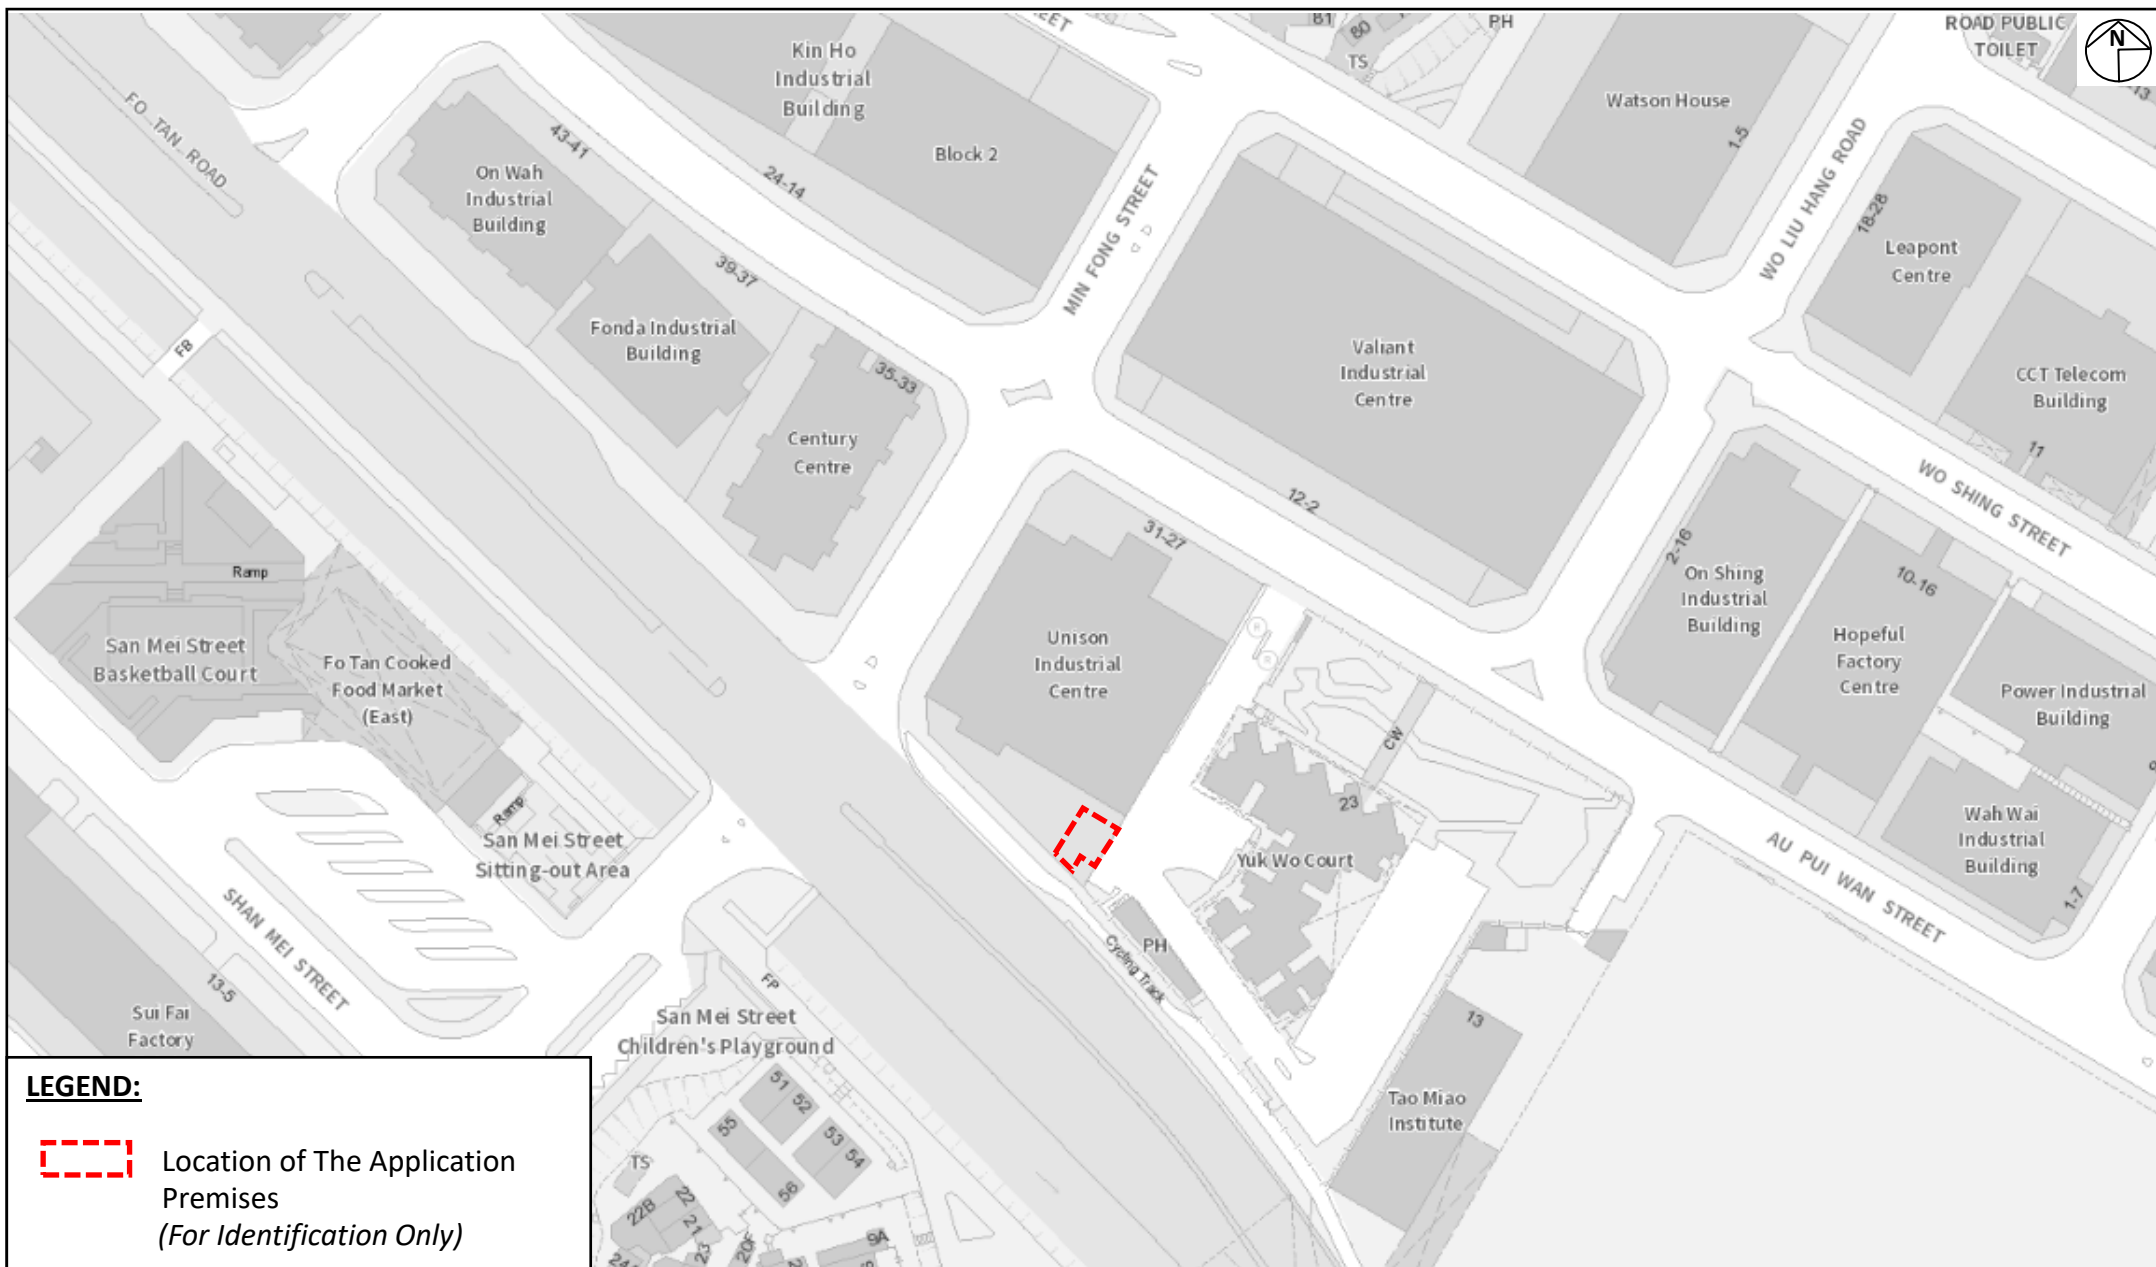 81
80
PH
TS
ROAD PUBLIC
TOILET
N
Kin Ho
Industrial
Building
Block 2
24-14
Watson House
1-5
FO TAN ROAD
43-41
On Wah
Industrial
Building
MIN FONG STREET
WO LIU HANG ROAD
18-28
Leapont
Centre
39-37
Fonda Industrial
Building
FB
35-33
Century
Centre
Valiant
Industrial
Centre
12-2
CCT Telecom
Building
11
WO SHING STREET
31-27
2-16
On Shing
Industrial
Building
10-16
Hopeful
Factory
Centre
Power Industrial
Building
Ramp
San Mei Street
Basketball Court
Fo Tan Cooked
Food Market
(East)
Unison
Industrial
Centre
CW
23
Yuk Wo Court
Wah Wai
Industrial
Building
1-7
AU PUI WAN STREET
Ramp
San Mei Street
Sitting-out Area
SHAN MEI STREET
13-5
Sui Fai
Factory
FP
PH
Cycling Track
San Mei Street
Children's Playground
13
Tao Miao
Institute
51
52
53
54
55
56
TS
22B
22
21
23
20F
9A
LEGEND:
Location of The Application
Premises
(For Identification Only)